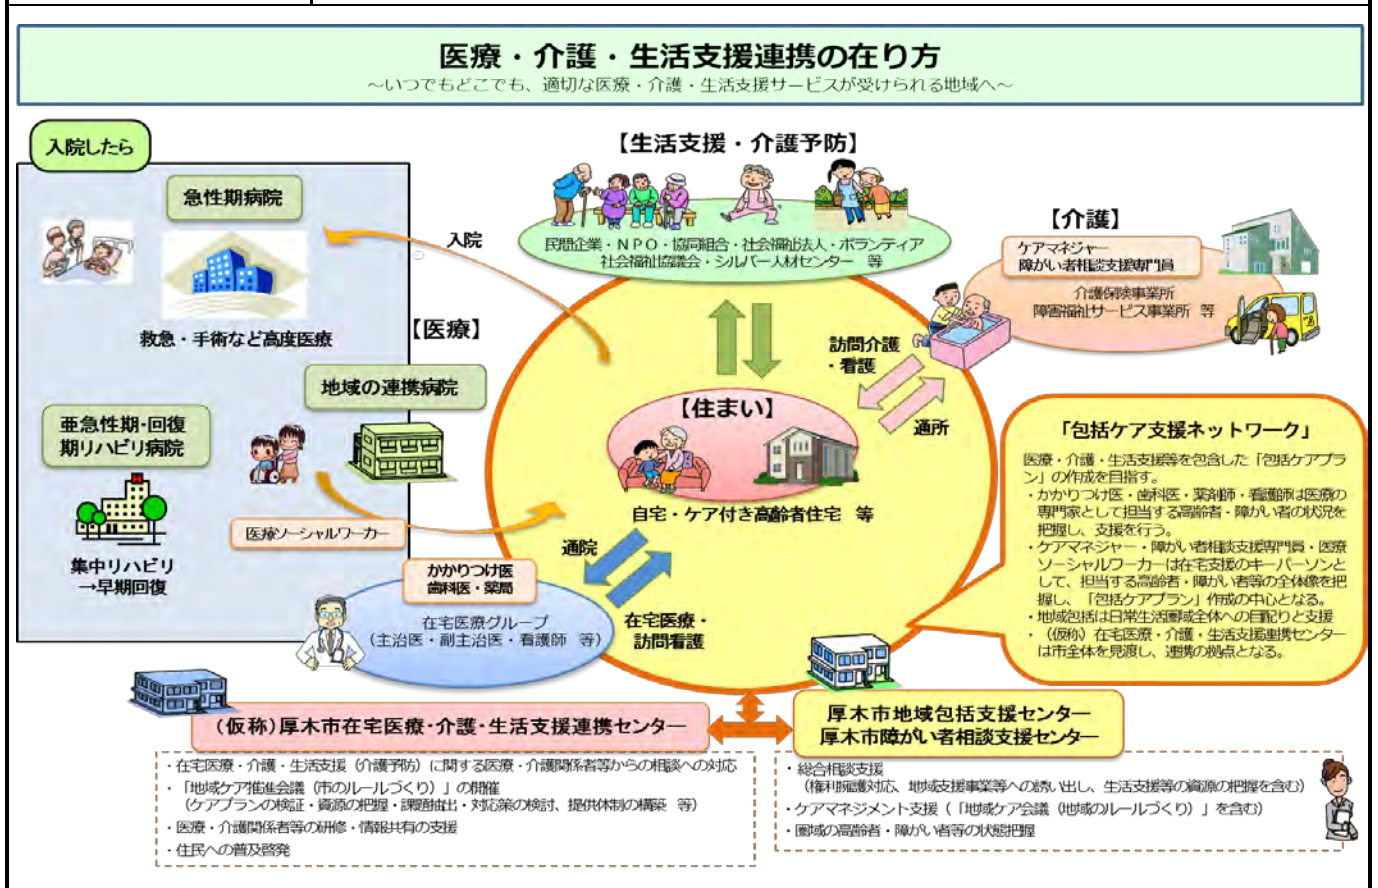 医療・介護・生活支援連携の在り方
～いつでもどこでも、適切な医療・介護・生活支援サービスが受けられる地域へ～
入院したら
急性期病院
救急・手術など高度医療
【医療】
地域の連携病院
亜急性期・回復
期リハビリ病院
集中リハビリ
→早期回復
医療ソーシャルワーカー
入院
【生活支援・介護予防】
民間企業・NPO・協同組合・社会福祉法人・ボランティア
社会福祉協議会・シルバー人材センター 等
【介護】
ケアマネジャー
障がい者相談支援専門員
介護保険事業所
障害福祉サービス事業所 等
訪問介護
・看護
通所
【住まい】
自宅・ケア付き高齢者住宅 等
通院
かかりつけ医
歯科医・薬局
在宅医療グループ
（主治医・副主治医・看護師 等）
在宅医療・
訪問看護
「包括ケア支援ネットワーク」
医療・介護・生活支援等を包含した「包括ケアプラ
ン」の作成を目指す。
・かかりつけ医・歯科医・薬剤師・看護師は医療の
専門家として担当する高齢者・障がい者の状況を
把握し、支援を行う。
・ケアマネジャー・障がい者相談支援専門員・医療
ソーシャルワーカーは在宅支援のキーパーソンと
して、担当する高齢者・障がい者等の全体像を把
握し、「包括ケアプラン」作成の中心となる。
・地域包括は日常生活圏域全体への目配りと支援
・（仮称）在宅医療・介護・生活支援連携センター
は市全体を見渡し、連携の拠点となる。
（仮称）厚木市在宅医療・介護・生活支援連携センター
・在宅医療・介護・生活支援（介護予防）に関する医療・介護関係者等からの相談への対応
・「地域ケア推進会議（市のルールづくり）」の開催
（ケアプランの検証・資源の把握・課題抽出・対応策の検討、提供体制の構築 等）
・医療・介護関係者等の研修・情報共有の支援
・住民への普及啓発
厚木市地域包括支援センター
厚木市障がい者相談支援センター
・総合相談支援
（権利擁護対応、地域支援事業等への誘い出し、生活支援等の資源の把握を含む）
・ケアマネジメント支援（「地域ケア会議（地域のルールづくり）」を含む）
・圏域の高齢者・障がい者等の状態把握